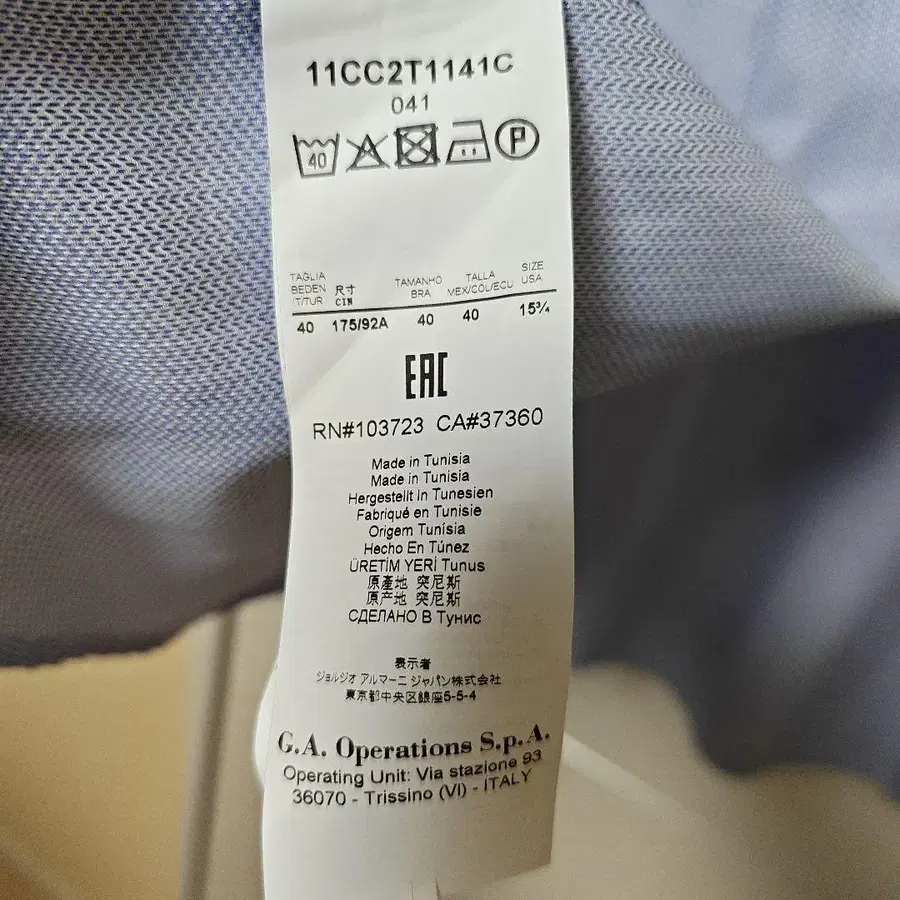 11CC2T1141C
041
40 P
TAGLIA BEDEN IT/TUR 尺寸 CIN TAMANHO BRA TALLA MEX/COL/ECU SIZE USA
40 175/92A 40 40 15¾
EAC
RN#103723 CA#37360
Made in Tunisia
Made in Tunisia
Hergestellt In Tunesien
Fabriqué en Tunisie
Origem Tunísia
Hecho En Túnez
ÜRETİM YERİ Tunus
原產地 突尼斯
原产地 突尼斯
СДЕЛАНО В Тунис
表示者
ジョルジオ アルマーニ ジャパン株式会社
東京都中央区銀座5-5-4
G.A. Operations S.p.A.
Operating Unit: Via stazione 93
36070 - Trissino (VI) - ITALY